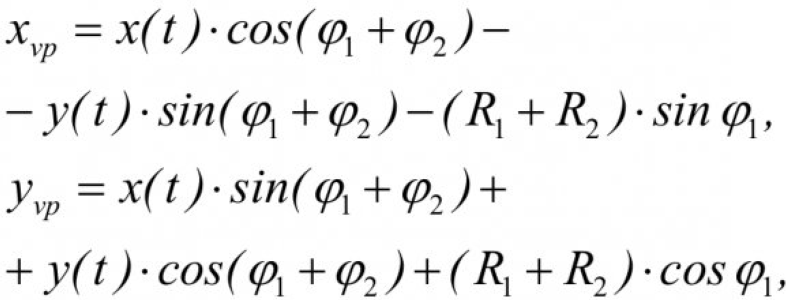 x_vp = x(t)·cos(φ₁ + φ₂) −
− y(t)·sin(φ₁ + φ₂) − (R₁ + R₂)·sin φ₁,
y_vp = x(t)·sin(φ₁ + φ₂) +
+ y(t)·cos(φ₁ + φ₂) + (R₁ + R₂)·cos φ₁,